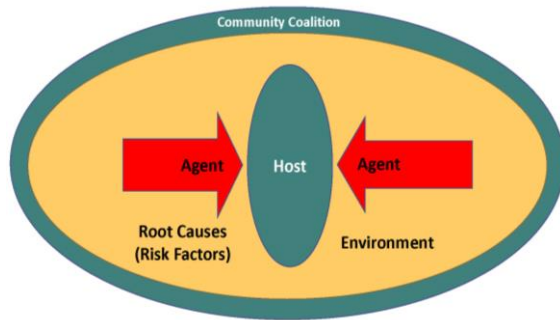 Community Coalition
Agent
Host
Agent
Root Causes
(Risk Factors)
Environment